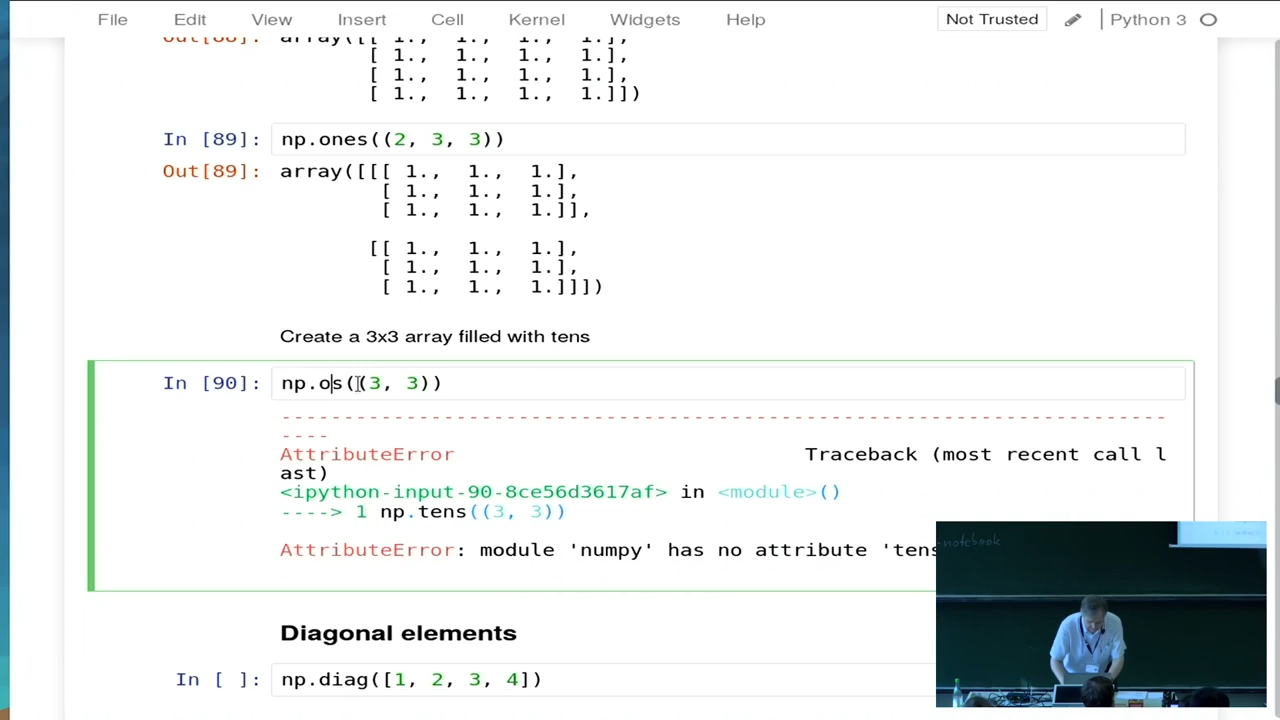 File Edit View Insert Cell Kernel Widgets Help Not Trusted Python 3
Out[88]: array([[ 1., 1., 1., 1.],
[ 1., 1., 1., 1.],
[ 1., 1., 1., 1.],
[ 1., 1., 1., 1.]])
In [89]: np.ones((2, 3, 3))
Out[89]: array([[[ 1., 1., 1.],
[ 1., 1., 1.],
[ 1., 1., 1.]],
[[ 1., 1., 1.],
[ 1., 1., 1.],
[ 1., 1., 1.]]])
Create a 3x3 array filled with tens
In [90]: np.os((3, 3))
--------------------------------------------------------------------------
----
AttributeError Traceback (most recent call l
ast)
<ipython-input-90-8ce56d3617af> in <module>()
----> 1 np.tens((3, 3))
AttributeError: module 'numpy' has no attribute 'tens
-notebook
Diagonal elements
In [ ]: np.diag([1, 2, 3, 4])